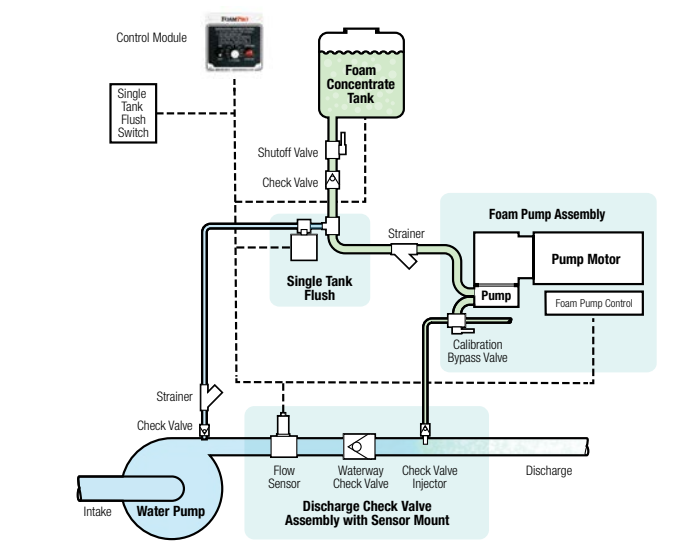 Control Module
FOAMPRO
Single
Tank
Flush
Switch
Foam
Concentrate
Tank
Shutoff Valve
Check Valve
Foam Pump Assembly
Strainer
Pump Motor
Single Tank
Flush
Pump
Foam Pump Control
Calibration
Bypass Valve
Strainer
Check Valve
Flow
Sensor
Waterway
Check Valve
Check Valve
Injector
Discharge
Intake
Water Pump
Discharge Check Valve
Assembly with Sensor Mount